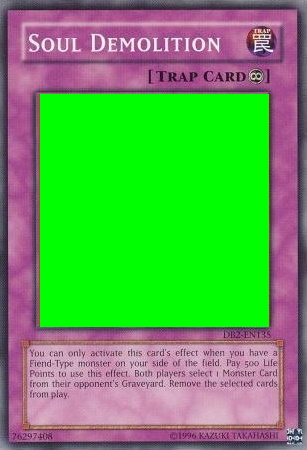 SOUL DEMOLITION
TRAP
罠
[TRAP CARD]
DB2-EN135
You can only activate this card's effect when you have a
Fiend-Type monster on your side of the field. Pay 500 Life
Points to use this effect. Both players select 1 Monster Card
from their opponent's Graveyard. Remove the selected cards
from play.
76297408
©1996 KAZUKI TAKAHASHI